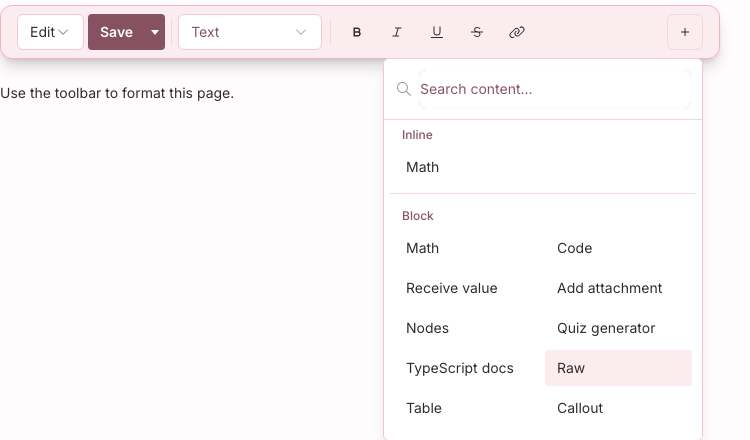 Edit Save Text B I U S +
Search content...
Use the toolbar to format this page.
Inline
Math
Block
Math Code
Receive value Add attachment
Nodes Quiz generator
TypeScript docs Raw
Table Callout